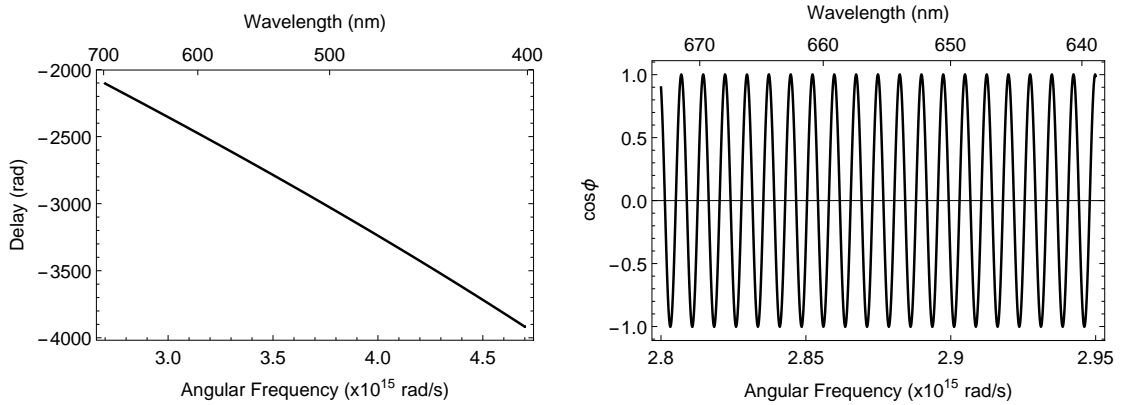 Wavelength (nm)
700 600 500 400
−2000
−2500
−3000
−3500
−4000
Delay (rad)
3.0 3.5 4.0 4.5
Angular Frequency (x10¹⁵ rad/s)
Wavelength (nm)
670 660 650 640
1.0
0.5
0.0
−0.5
−1.0
cosϕ
2.8 2.85 2.9 2.95
Angular Frequency (x10¹⁵ rad/s)